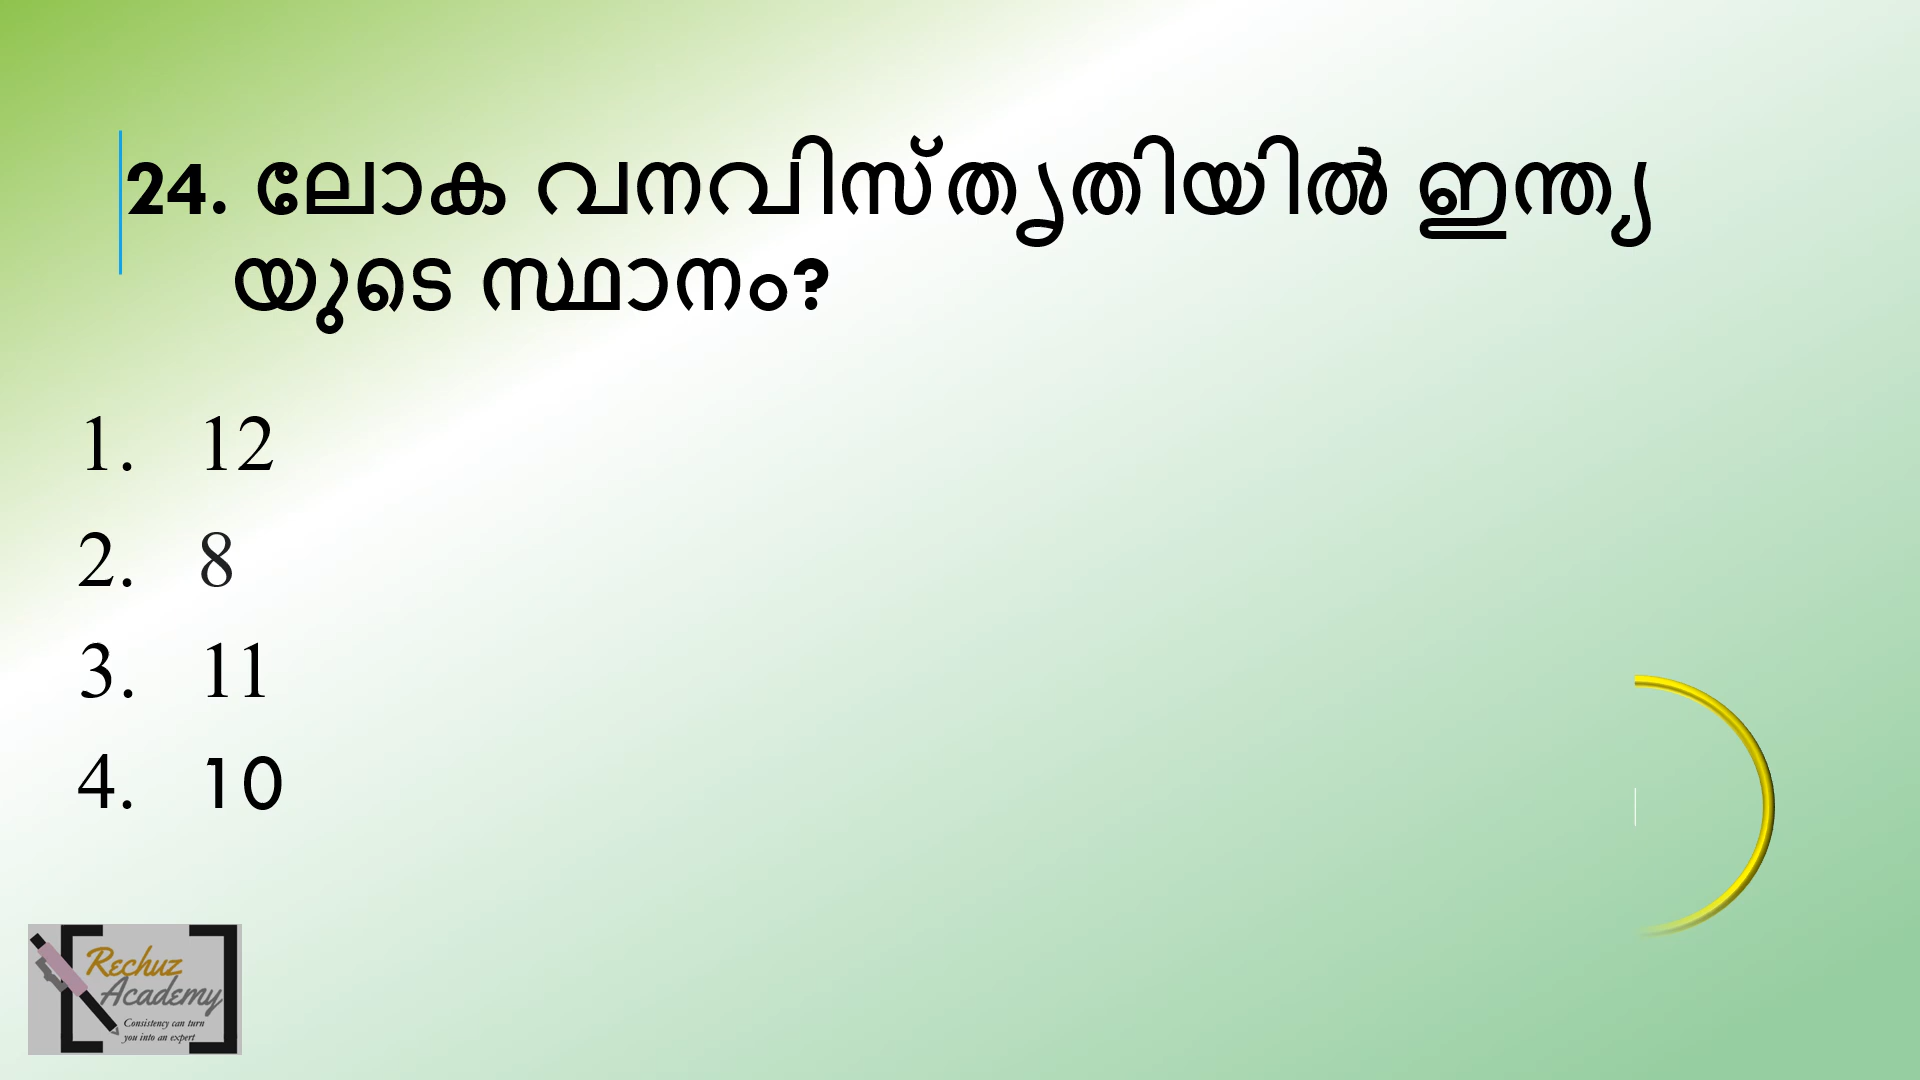 24. ലോക വനവിസ്തൃതിയിൽ ഇന്ത്യ
യുടെ സ്ഥാനം?
1. 12
2. 8
3. 11
4. 10
Rechuz
Academy
Consistency can turn
you into an expert